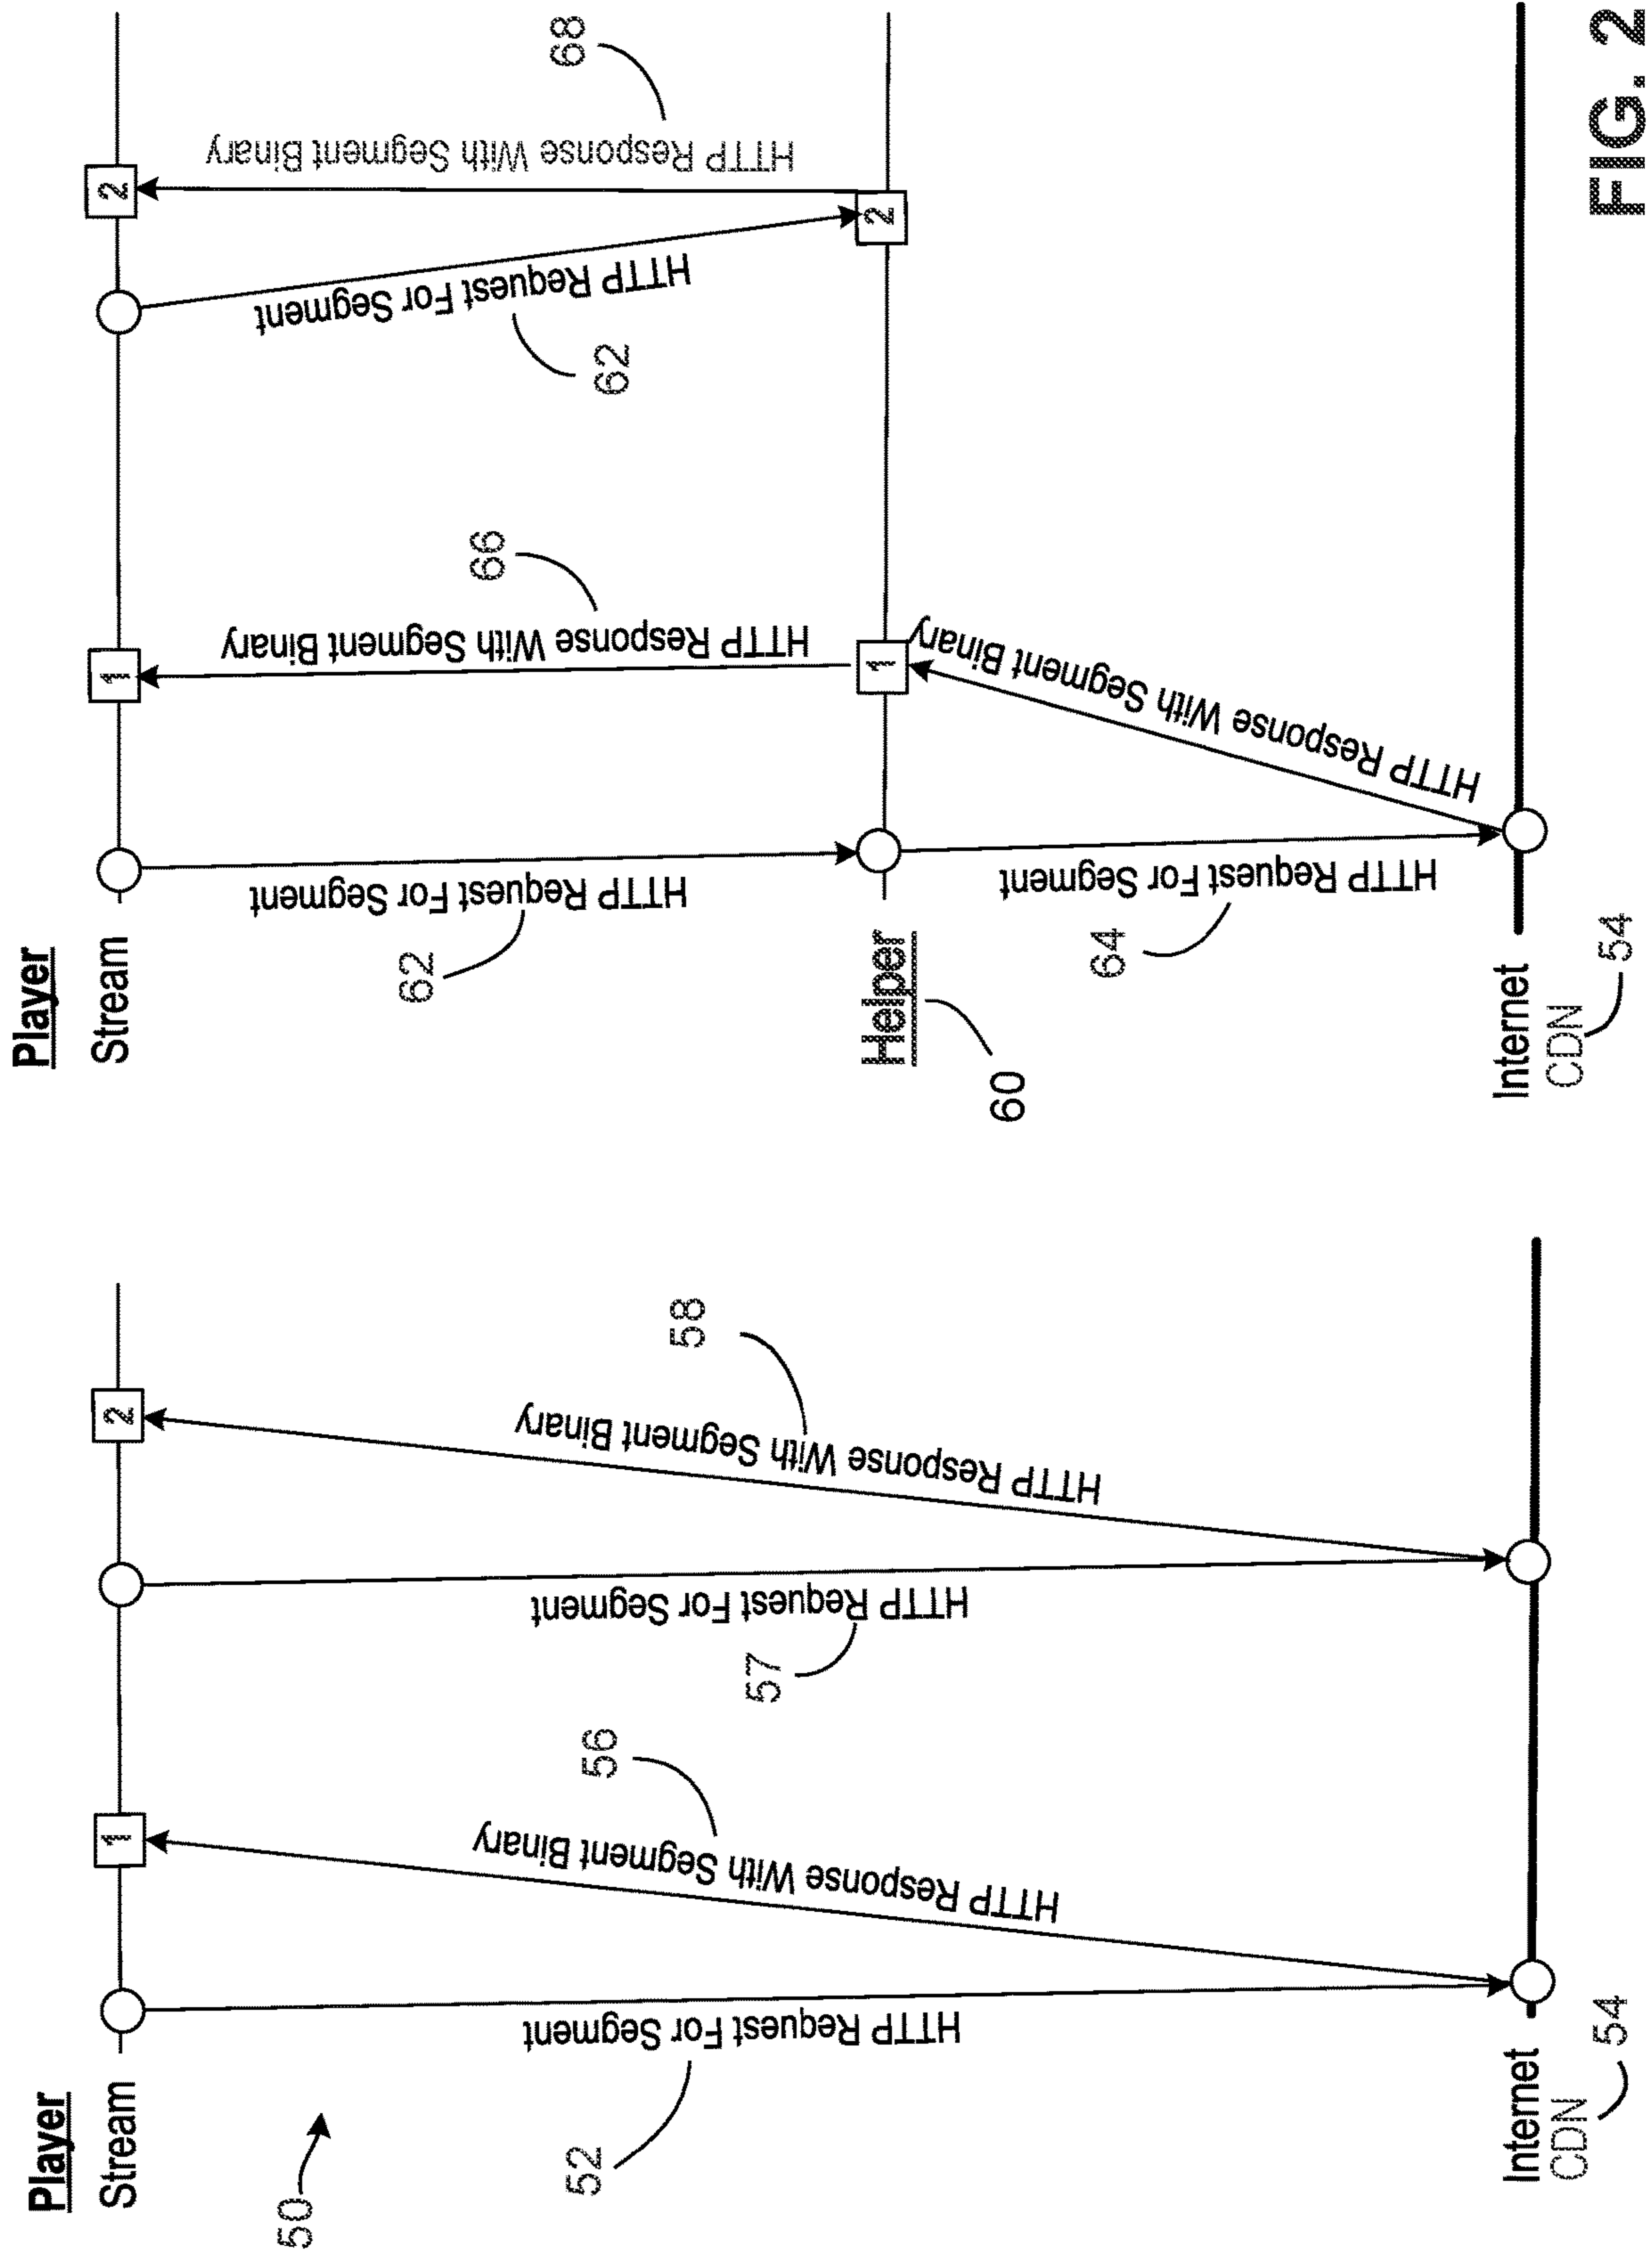 Player
Stream
50
HTTP Request For Segment
52
1
HTTP Response With Segment Binary
56
HTTP Request For Segment
57
2
HTTP Response With Segment Binary
58
Internet
CDN
54
Player
Stream
HTTP Request For Segment
62
1
HTTP Response With Segment Binary
66
HTTP Request For Segment
62
2
HTTP Response With Segment Binary
68
Helper
60
1
2
HTTP Request For Segment
64
HTTP Response With Segment Binary
Internet
CDN
54
FIG. 2